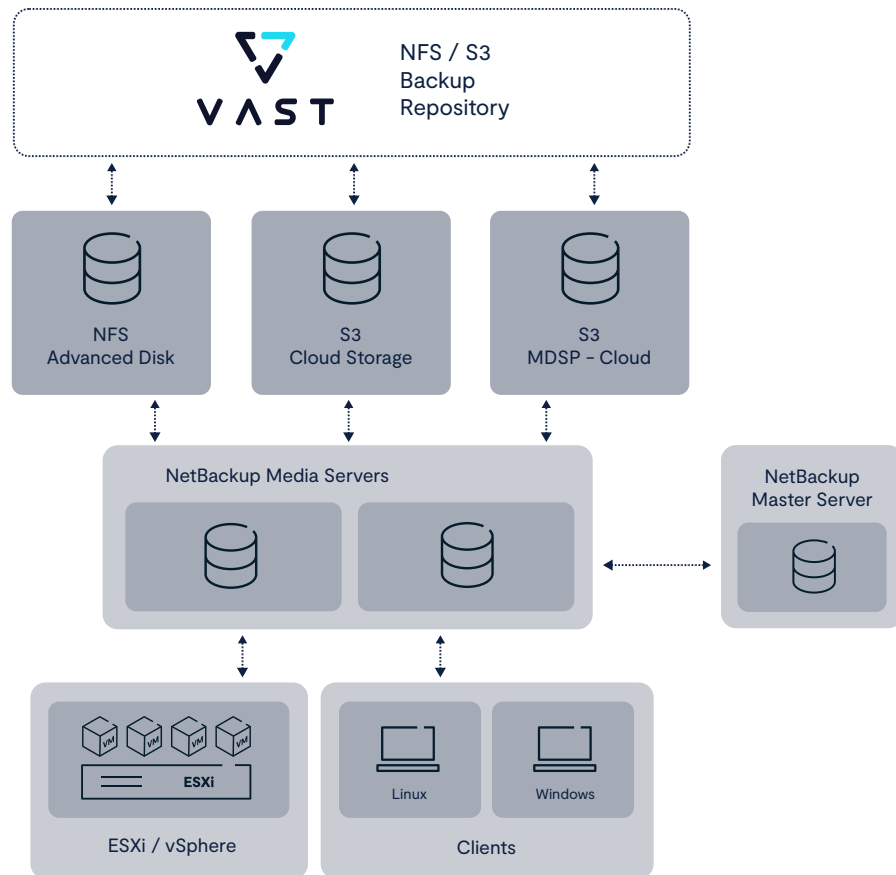 VAST
NFS / S3
Backup
Repository
NFS
Advanced Disk
S3
Cloud Storage
S3
MDSP - Cloud
NetBackup Media Servers
NetBackup
Master Server
VM VM VM VM
ESXi
ESXi / vSphere
Linux
Windows
Clients